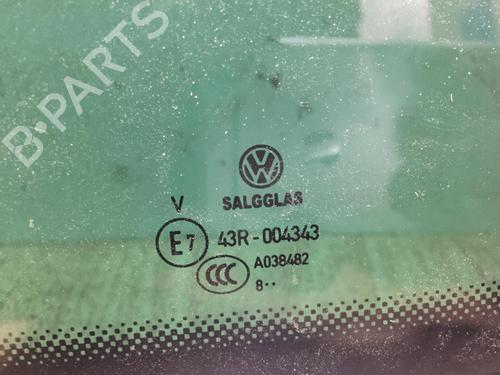 B-PARTS
SALGGLAS
V
E7 43R-004343
CCC A038482
8··